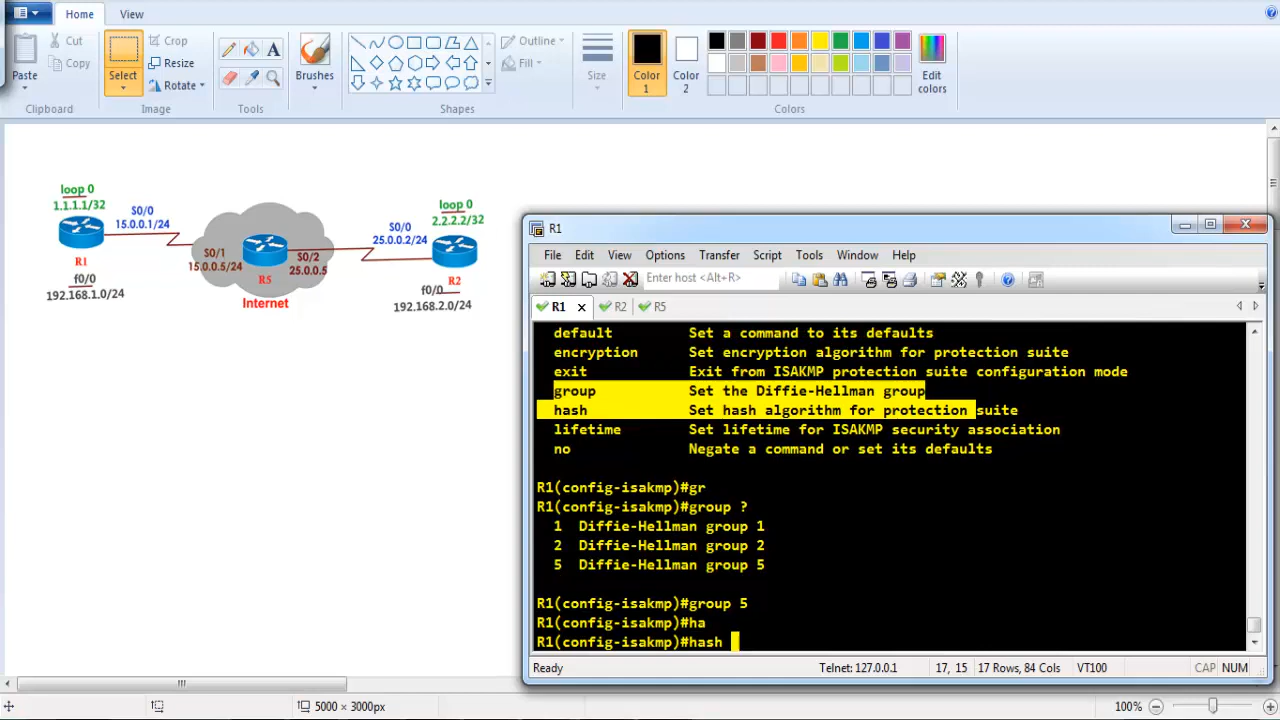 Home
View
Paste
Cut
Copy
Clipboard
Select
Crop
Resize
Rotate
Image
A
Tools
Brushes
Shapes
Outline
Fill
Size
Color 1
Color 2
Edit colors
Colors
loop 0
1.1.1.1/32
S0/0
15.0.0.1/24
R1
f0/0
192.168.1.0/24
S0/1
15.0.0.5/24
R5
S0/2
25.0.0.5
Internet
loop 0
2.2.2.2/32
S0/0
25.0.0.2/24
R2
f0/0
192.168.2.0/24
R1
File Edit View Options Transfer Script Tools Window Help
Enter host <Alt+R>
R1 R2 R5
default Set a command to its defaults
encryption Set encryption algorithm for protection suite
exit Exit from ISAKMP protection suite configuration mode
group Set the Diffie-Hellman group
hash Set hash algorithm for protection suite
lifetime Set lifetime for ISAKMP security association
no Negate a command or set its defaults
R1(config-isakmp)#gr
R1(config-isakmp)#group ?
1 Diffie-Hellman group 1
2 Diffie-Hellman group 2
5 Diffie-Hellman group 5
R1(config-isakmp)#group 5
R1(config-isakmp)#ha
R1(config-isakmp)#hash
Ready Telnet: 127.0.0.1 17, 15 17 Rows, 84 Cols VT100 CAP NUM
5000 × 3000px 100%